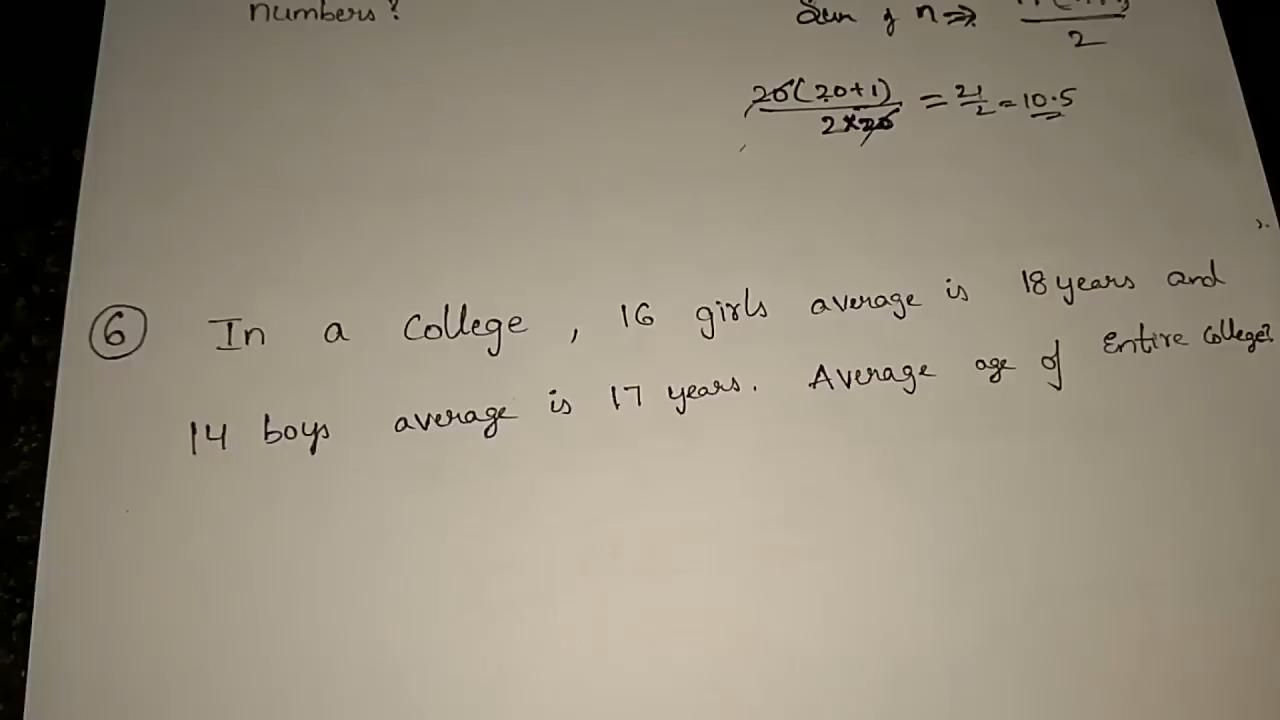 numbers?
Sum of n ⇒
2
20(20+1) / 2×20 = 21/2 = 10.5
6 In a college, 16 girls average is 18 years and
14 boys average is 17 years. Average age of Entire College?